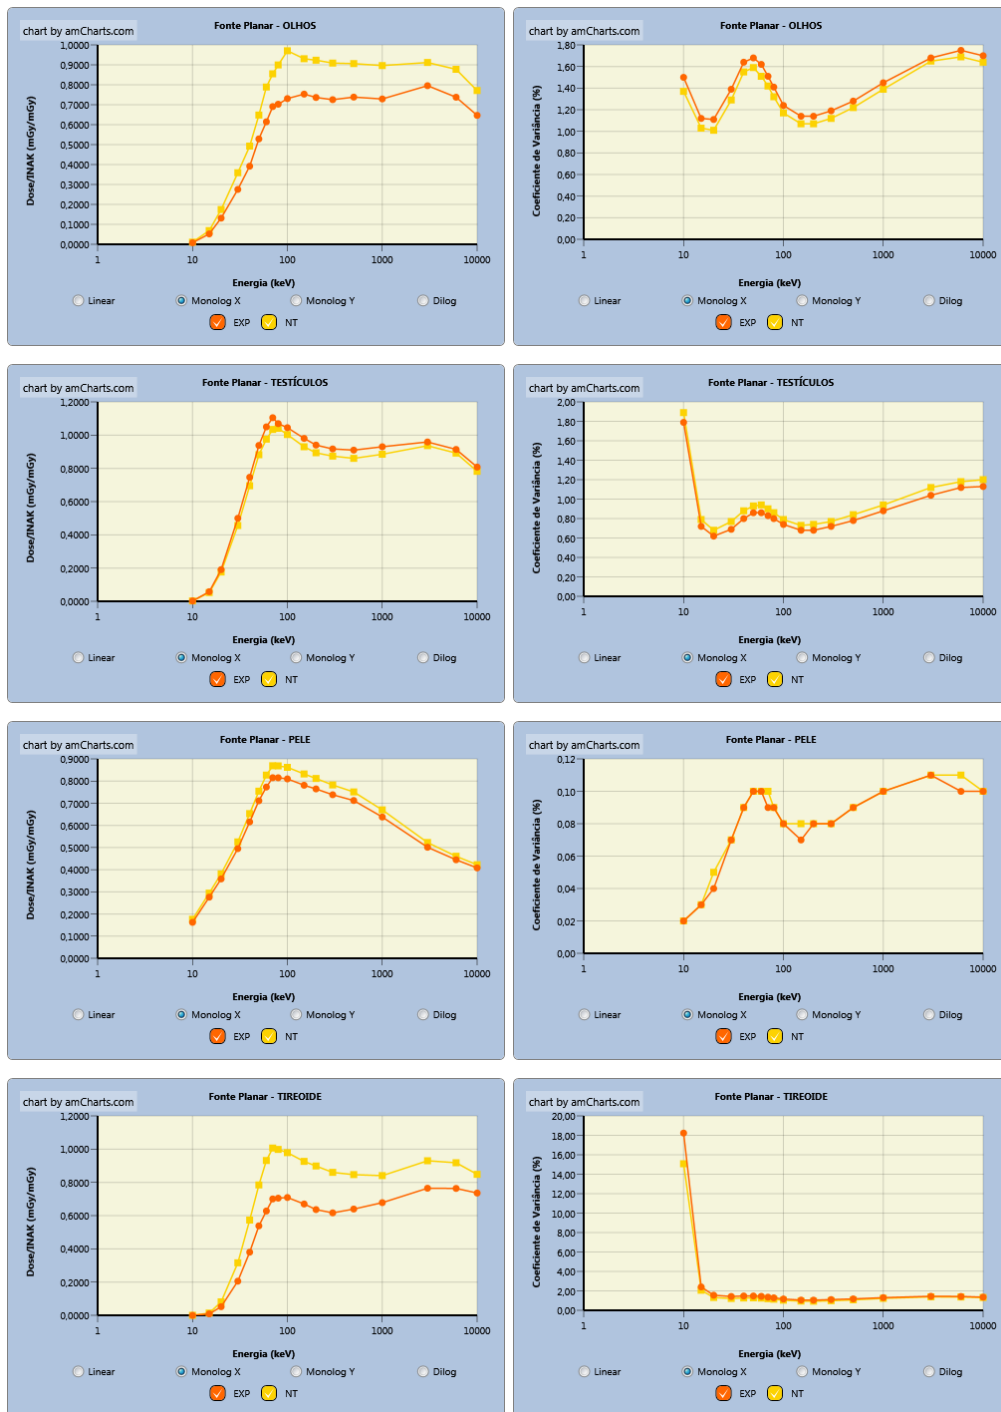 chart by amCharts.com
Fonte Planar - OLHOS
Dose/INAK (mGy/mGy)
1,0000
0,9000
0,8000
0,7000
0,6000
0,5000
0,4000
0,3000
0,2000
0,1000
0,0000
1 10 100 1000 10000
Energia (keV)
Linear Monolog X Monolog Y Dilog
EXP NT
chart by amCharts.com
Fonte Planar - OLHOS
Coeficiente de Variância (%)
1,80
1,60
1,40
1,20
1,00
0,80
0,60
0,40
0,20
0,00
1 10 100 1000 10000
Energia (keV)
Linear Monolog X Monolog Y Dilog
EXP NT
chart by amCharts.com
Fonte Planar - TESTÍCULOS
Dose/INAK (mGy/mGy)
1,2000
1,0000
0,8000
0,6000
0,4000
0,2000
0,0000
1 10 100 1000 10000
Energia (keV)
Linear Monolog X Monolog Y Dilog
EXP NT
chart by amCharts.com
Fonte Planar - TESTÍCULOS
Coeficiente de Variância (%)
2,00
1,80
1,60
1,40
1,20
1,00
0,80
0,60
0,40
0,20
0,00
1 10 100 1000 10000
Energia (keV)
Linear Monolog X Monolog Y Dilog
EXP NT
chart by amCharts.com
Fonte Planar - PELE
Dose/INAK (mGy/mGy)
0,9000
0,8000
0,7000
0,6000
0,5000
0,4000
0,3000
0,2000
0,1000
0,0000
1 10 100 1000 10000
Energia (keV)
Linear Monolog X Monolog Y Dilog
EXP NT
chart by amCharts.com
Fonte Planar - PELE
Coeficiente de Variância (%)
0,12
0,10
0,08
0,06
0,04
0,02
0,00
1 10 100 1000 10000
Energia (keV)
Linear Monolog X Monolog Y Dilog
EXP NT
chart by amCharts.com
Fonte Planar - TIREOIDE
Dose/INAK (mGy/mGy)
1,2000
1,0000
0,8000
0,6000
0,4000
0,2000
0,0000
1 10 100 1000 10000
Energia (keV)
Linear Monolog X Monolog Y Dilog
EXP NT
chart by amCharts.com
Fonte Planar - TIREOIDE
Coeficiente de Variância (%)
20,00
18,00
16,00
14,00
12,00
10,00
8,00
6,00
4,00
2,00
0,00
1 10 100 1000 10000
Energia (keV)
Linear Monolog X Monolog Y Dilog
EXP NT